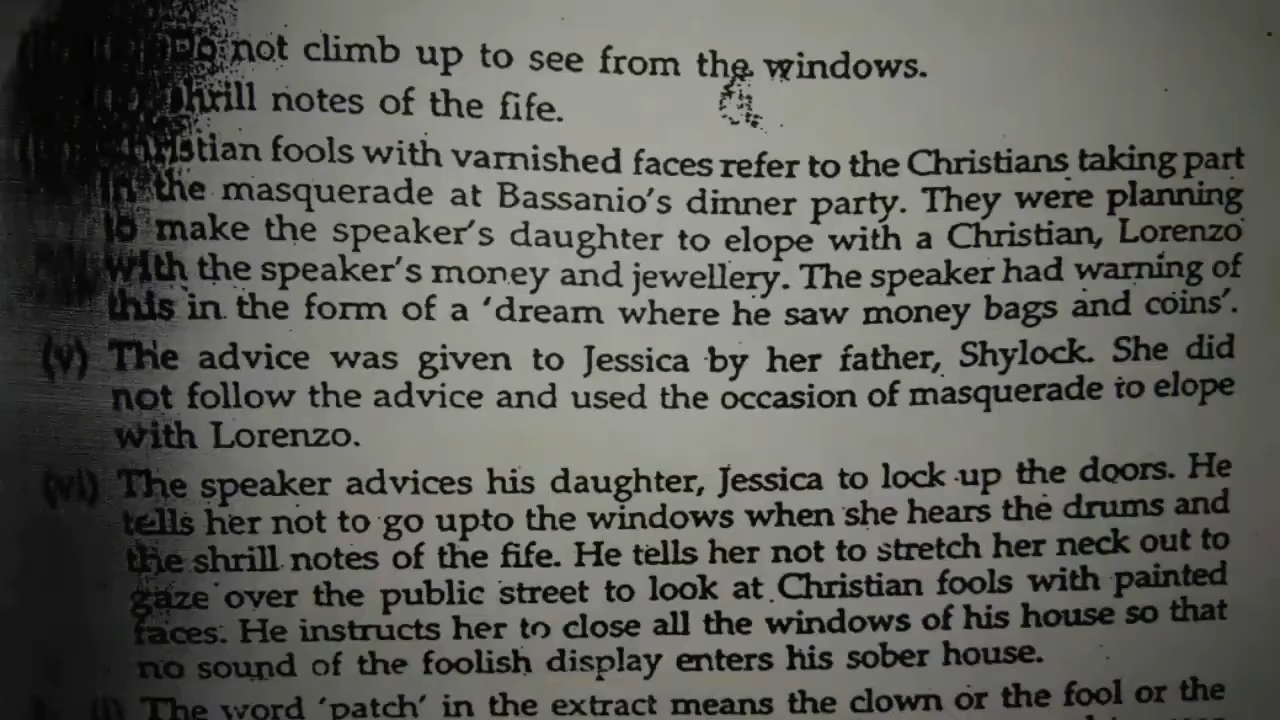 Do not climb up to see from the windows.
shrill notes of the fife.
Christian fools with varnished faces refer to the Christians taking part
in the masquerade at Bassanio's dinner party. They were planning
to make the speaker's daughter to elope with a Christian, Lorenzo
with the speaker's money and jewellery. The speaker had warning of
this in the form of a 'dream where he saw money bags and coins'.
(v) The advice was given to Jessica by her father, Shylock. She did
not follow the advice and used the occasion of masquerade to elope
with Lorenzo.
(vi) The speaker advices his daughter, Jessica to lock up the doors. He
tells her not to go upto the windows when she hears the drums and
the shrill notes of the fife. He tells her not to stretch her neck out to
gaze over the public street to look at Christian fools with painted
faces. He instructs her to close all the windows of his house so that
no sound of the foolish display enters his sober house.
(i) The word 'patch' in the extract means the clown or the fool or the